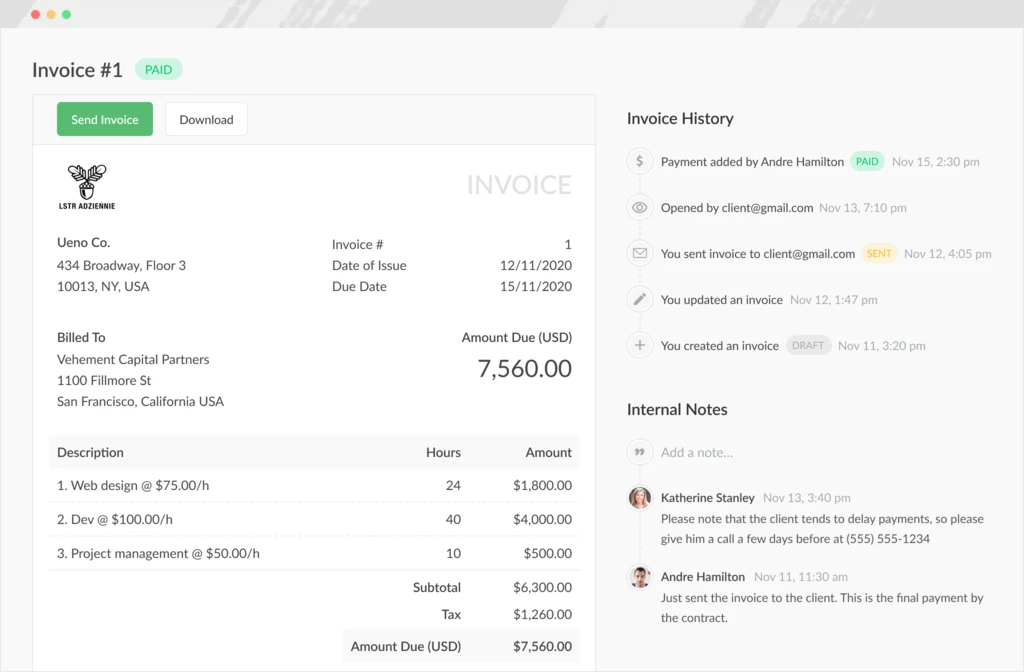 Invoice #1 PAID
Send Invoice Download
LSTR ADZIENNIE
INVOICE
Ueno Co.
434 Broadway, Floor 3
10013, NY, USA
Invoice # 1
Date of Issue 12/11/2020
Due Date 15/11/2020
Billed To
Vehement Capital Partners
1100 Fillmore St
San Francisco, California USA
Amount Due (USD)
7,560.00
Description Hours Amount
1. Web design @ $75.00/h 24 $1,800.00
2. Dev @ $100.00/h 40 $4,000.00
3. Project management @ $50.00/h 10 $500.00
Subtotal $6,300.00
Tax $1,260.00
Amount Due (USD) $7,560.00
Invoice History
$ Payment added by Andre Hamilton PAID Nov 15, 2:30 pm
Opened by client@gmail.com Nov 13, 7:10 pm
You sent invoice to client@gmail.com SENT Nov 12, 4:05 pm
You updated an invoice Nov 12, 1:47 pm
You created an invoice DRAFT Nov 11, 3:20 pm
Internal Notes
Add a note...
Katherine Stanley Nov 13, 3:40 pm
Please note that the client tends to delay payments, so please
give him a call a few days before at (555) 555-1234
Andre Hamilton Nov 11, 11:30 am
Just sent the invoice to the client. This is the final payment by
the contract.